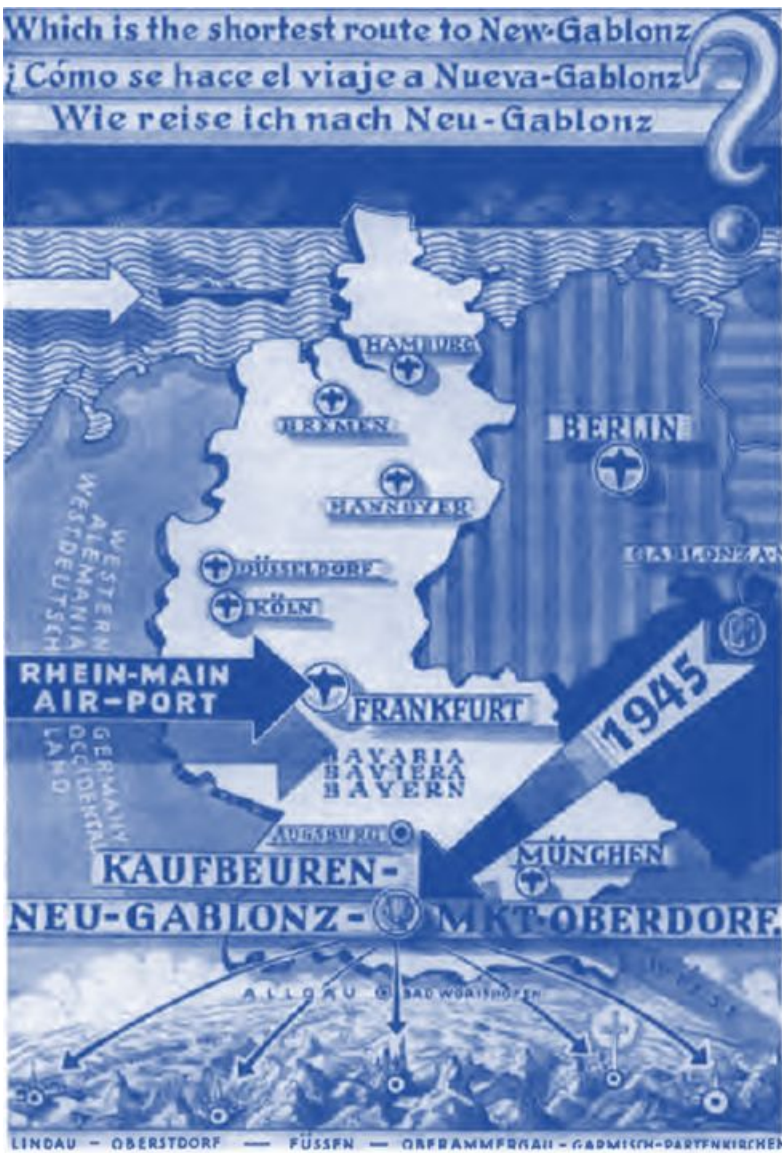 Which is the shortest route to New-Gablonz
¿Cómo se hace el viaje a Nueva-Gablonz
Wie reise ich nach Neu-Gablonz
?
HAMBURG
BREMEN
BERLIN
HANNOVER
GABLONZ A.N
DÜSSELDORF
KÖLN
WESTERN GERMANY
ALEMANIA OCCIDENTAL
WESTDEUTSCHLAND
RHEIN-MAIN
AIR-PORT
1945
FRANKFURT
BAVARIA
BAVIERA
BAYERN
AUGSBURG
MÜNCHEN
KAUFBEUREN-
NEU-GABLONZ- MKT-OBERDORF.
ALLGÄU BAD WÖRISHOFEN
LINDAU - OBERSTDORF — FÜSSEN — OBERAMMERGAU - GARMISCH-PARTENKIRCHEN